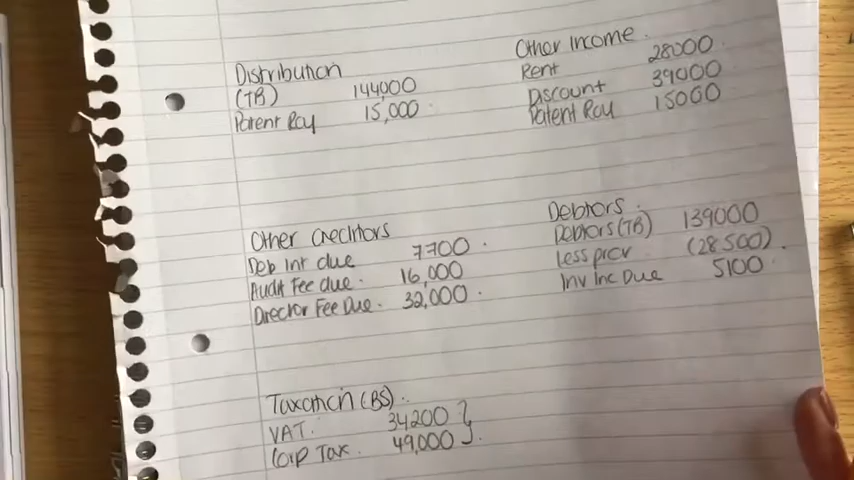 Distribution
(TB) 144000
Patent Roy 15,000
Other Income.
Rent 28000
Discount 39000
Patent Roy 15000
Other Creditors
Deb Int due 7700
Audit Fee due. 16,000
Director Fee Due. 32,000
Debtors
Debtors (TB) 139000
Less prov (28 500)
Inv Inc Due 5100
Taxation (BS).
VAT. 34200
Corp Tax. 49,000